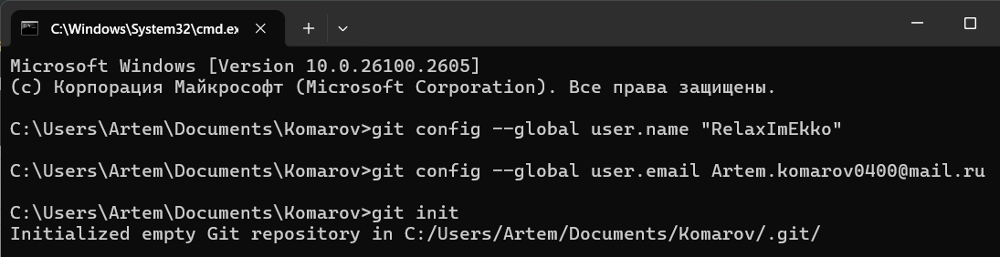 C:\Windows\System32\cmd.ex
Microsoft Windows [Version 10.0.26100.2605]
(c) Корпорация Майкрософт (Microsoft Corporation). Все права защищены.
C:\Users\Artem\Documents\Komarov>git config --global user.name "RelaxImEkko"
C:\Users\Artem\Documents\Komarov>git config --global user.email Artem.komarov0400@mail.ru
C:\Users\Artem\Documents\Komarov>git init
Initialized empty Git repository in C:/Users/Artem/Documents/Komarov/.git/